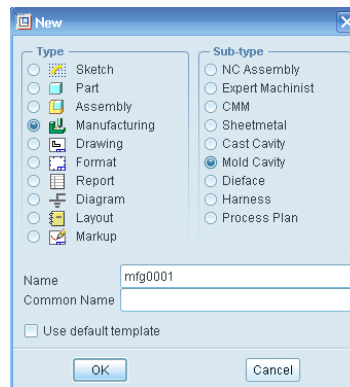 New
Type
Sketch
Part
Assembly
Manufacturing
Drawing
Format
Report
Diagram
Layout
Markup
Sub-type
NC Assembly
Expert Machinist
CMM
Sheetmetal
Cast Cavity
Mold Cavity
Dieface
Harness
Process Plan
Name mfg0001
Common Name
Use default template
OK Cancel